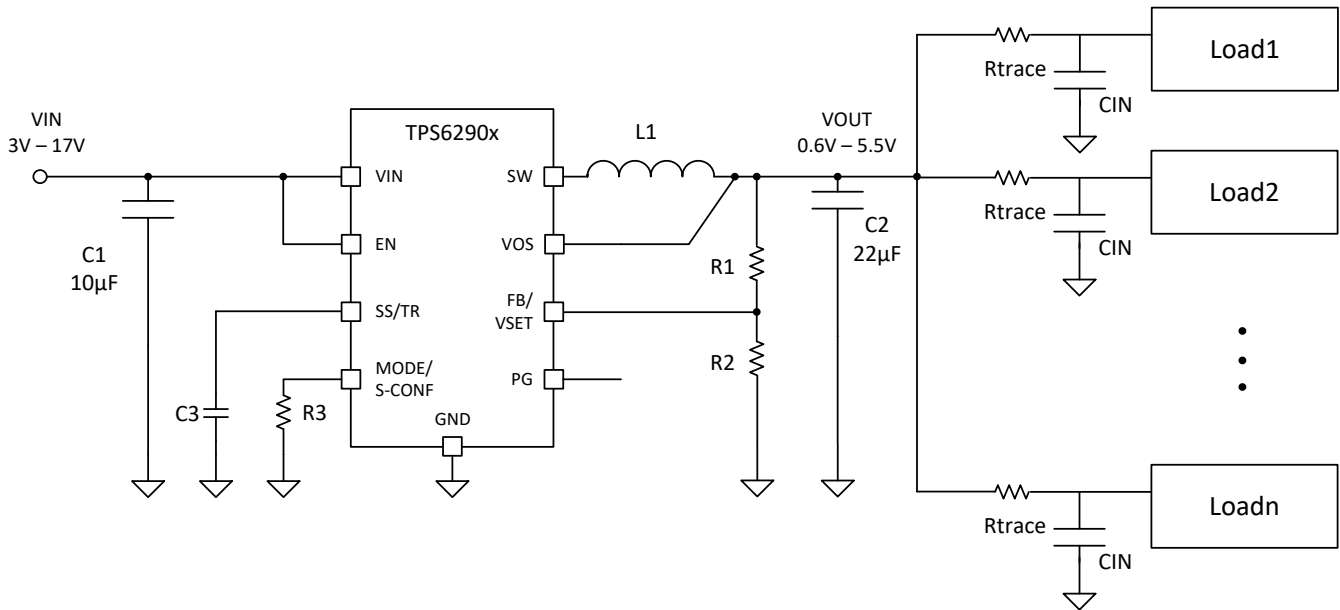 VIN
3V – 17V
C1
10µF
C3
R3
TPS6290x
VIN
EN
SS/TR
MODE/
S-CONF
SW
VOS
FB/
VSET
PG
GND
L1
R1
R2
VOUT
0.6V – 5.5V
C2
22µF
Rtrace
CIN
Load1
Rtrace
CIN
Load2
Rtrace
CIN
Loadn